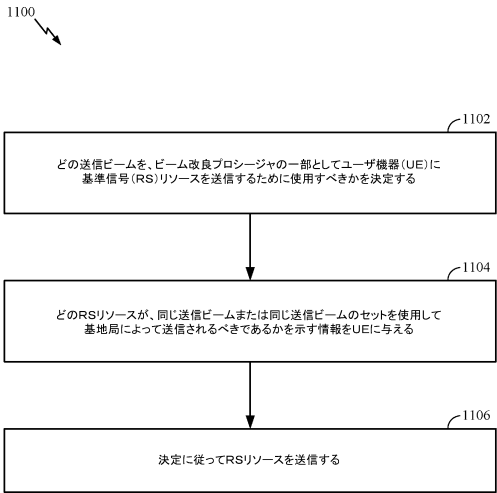 1100
1102
どの送信ビームを、ビーム改良プロシージャの一部としてユーザ機器(UE)に
基準信号(RS)リソースを送信するために使用すべきかを決定する
1104
どのRSリソースが、同じ送信ビームまたは同じ送信ビームのセットを使用して
基地局によって送信されるべきであるかを示す情報をUEに与える
1106
決定に従ってRSリソースを送信する